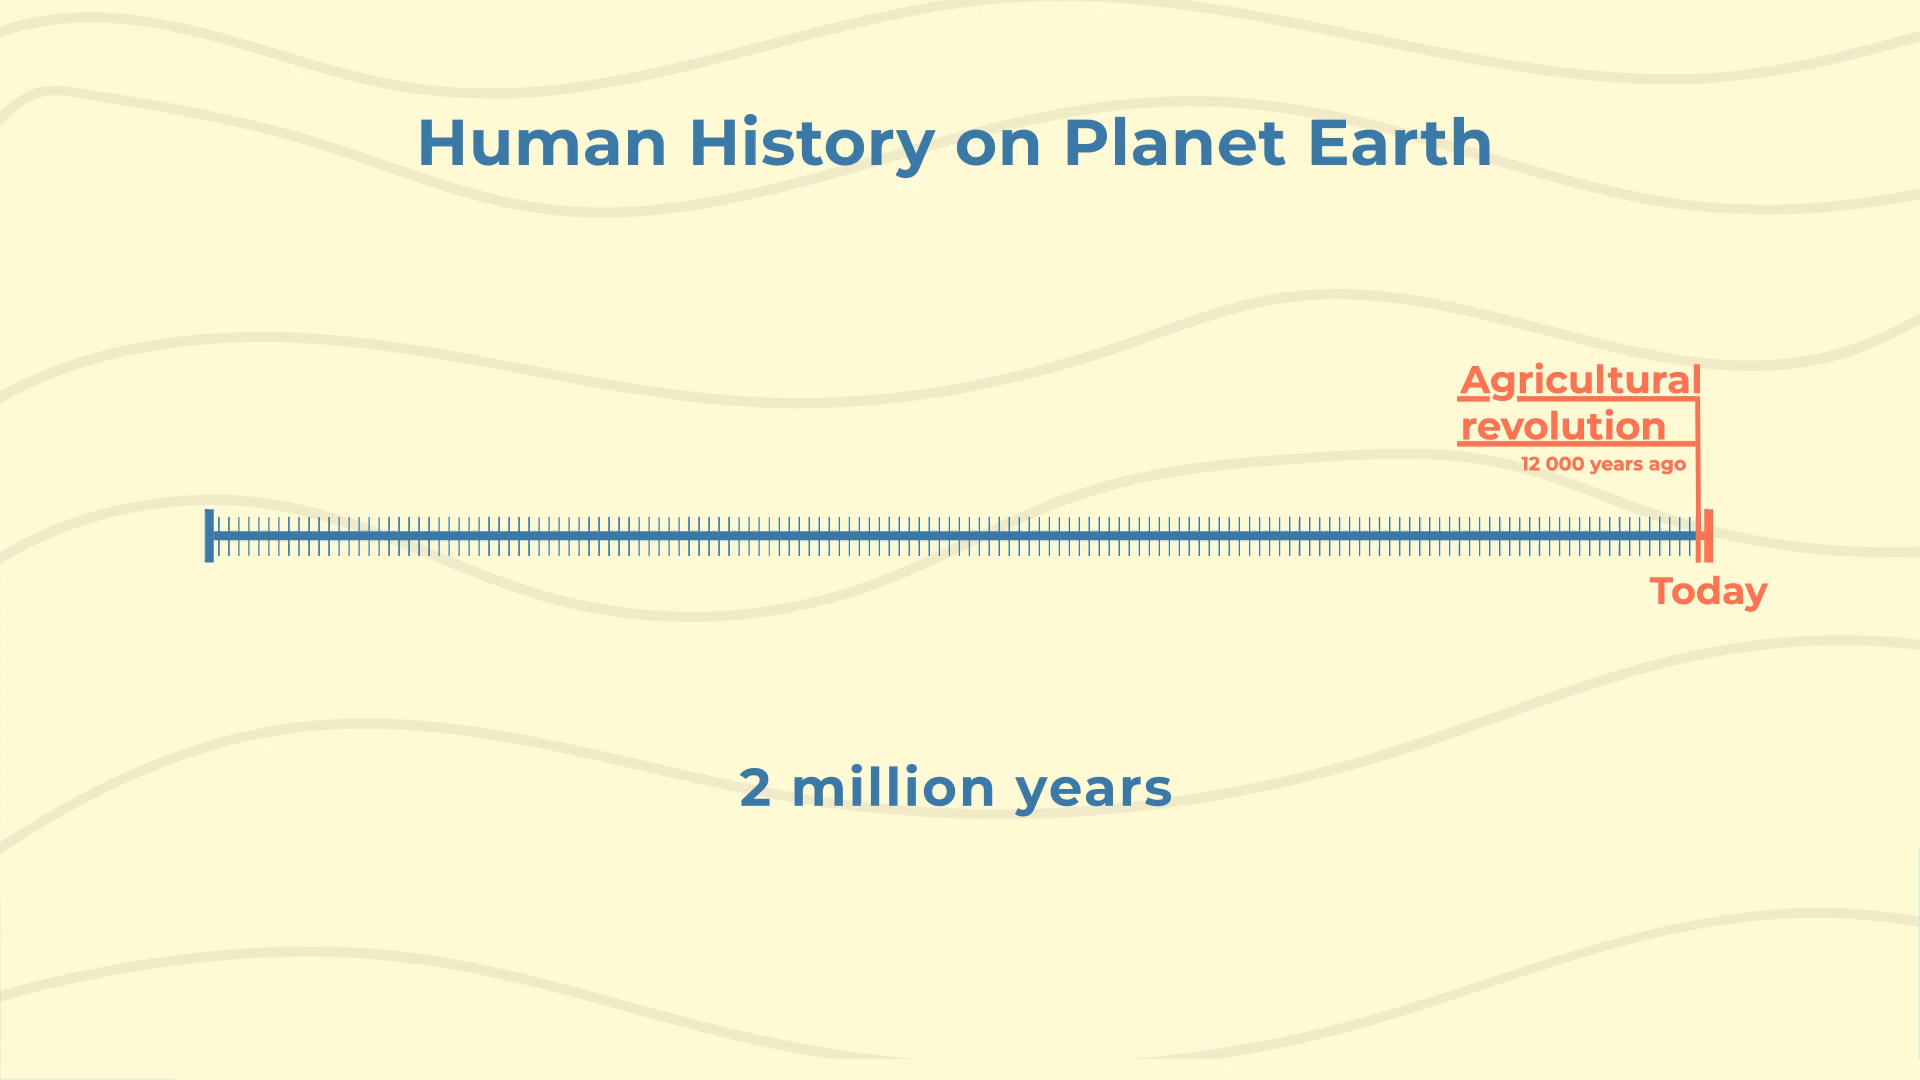 Human History on Planet Earth
Agricultural
revolution
12 000 years ago
Today
2 million years